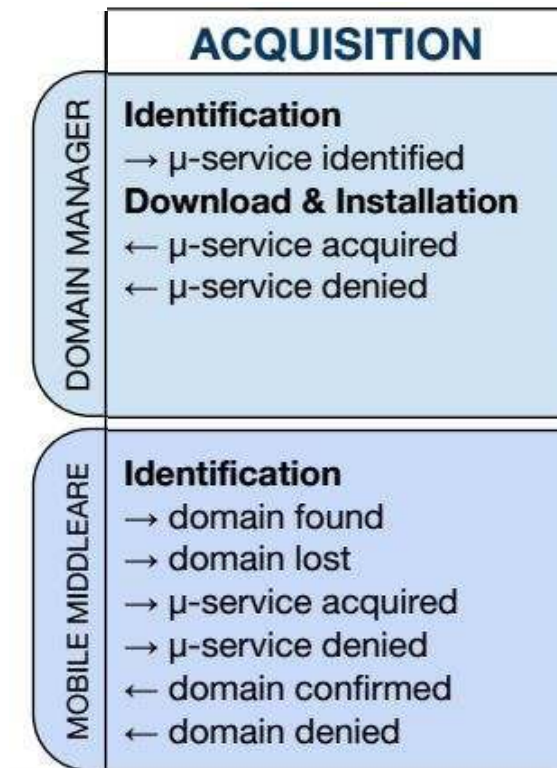 ACQUISITION
DOMAIN MANAGER
Identification
→ μ-service identified
Download & Installation
← μ-service acquired
← μ-service denied
MOBILE MIDDLEARE
Identification
→ domain found
→ domain lost
→ μ-service acquired
→ μ-service denied
← domain confirmed
← domain denied